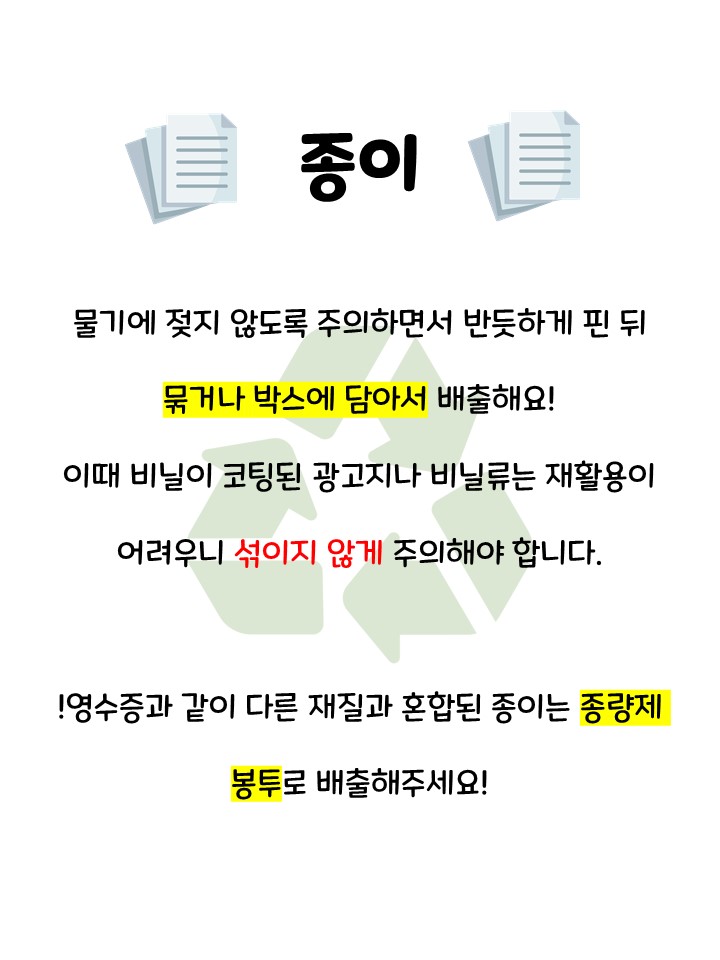 종이
물기에 젖지 않도록 주의하면서 반듯하게 핀 뒤
묶거나 박스에 담아서 배출해요!
이때 비닐이 코팅된 광고지나 비닐류는 재활용이
어려우니 섞이지 않게 주의해야 합니다.
!영수증과 같이 다른 재질과 혼합된 종이는 종량제
봉투로 배출해주세요!